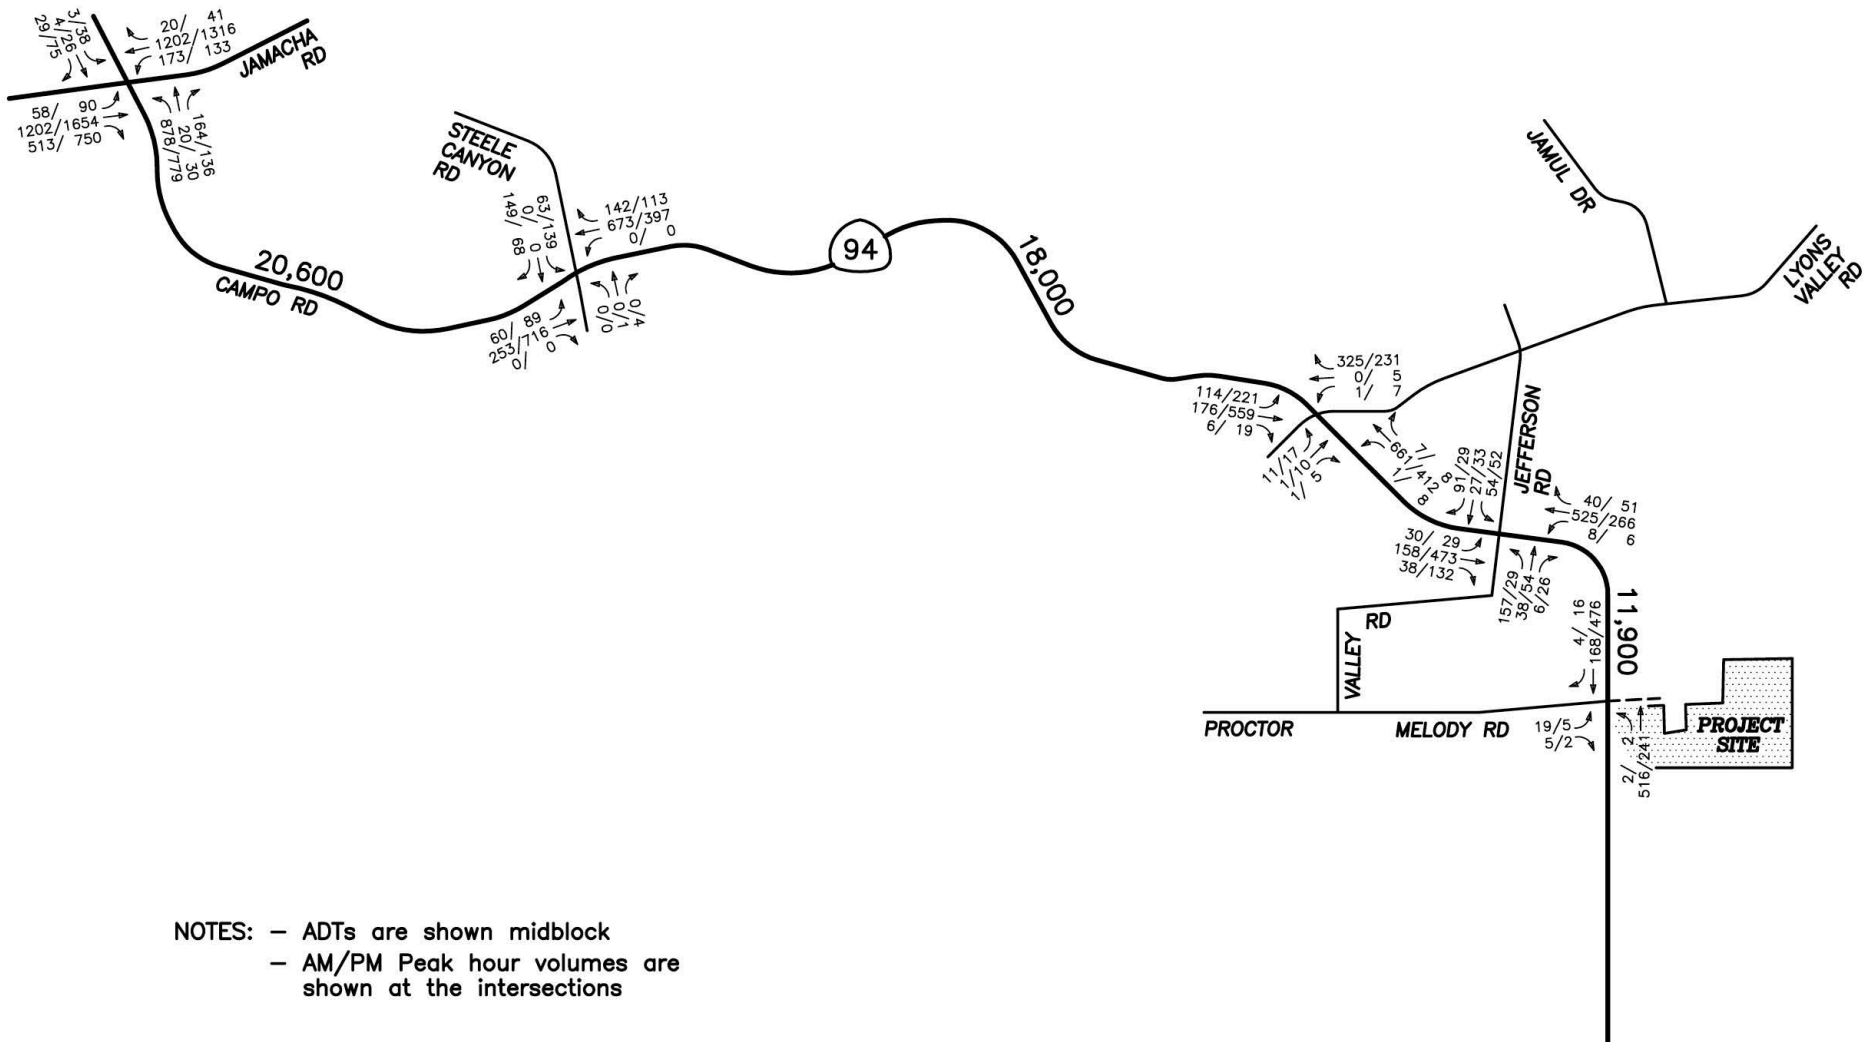 3/38
4/26
29/75
20/ 41
1202/1316
173/ 133
JAMACHA
RD
58/ 90
1202/1654
513/ 750
164/136
20/ 30
878/779
STEELE
CANYON
RD
63/139
0/ 0
149/ 68
142/113
673/397
0/ 0
20,600
CAMPO RD
60/ 89
253/716
0/ 0
0/4
0/1
0/0
94
18,000
JAMUL DR
LYONS
VALLEY
RD
325/231
0/ 5
1/ 7
114/221
176/559
6/ 19
11/17
1/10
1/ 5
7/ 8
661/412
1/ 8
91/29
27/33
54/52
JEFFERSON
RD
40/ 51
525/266
8/ 6
30/ 29
158/473
38/132
157/29
38/54
6/26
4/ 16
168/476
11,900
VALLEY
RD
PROCTOR
MELODY RD
19/5
5/2
2/ 2
516/241
PROJECT
SITE
NOTES: – ADTs are shown midblock
– AM/PM Peak hour volumes are
shown at the intersections